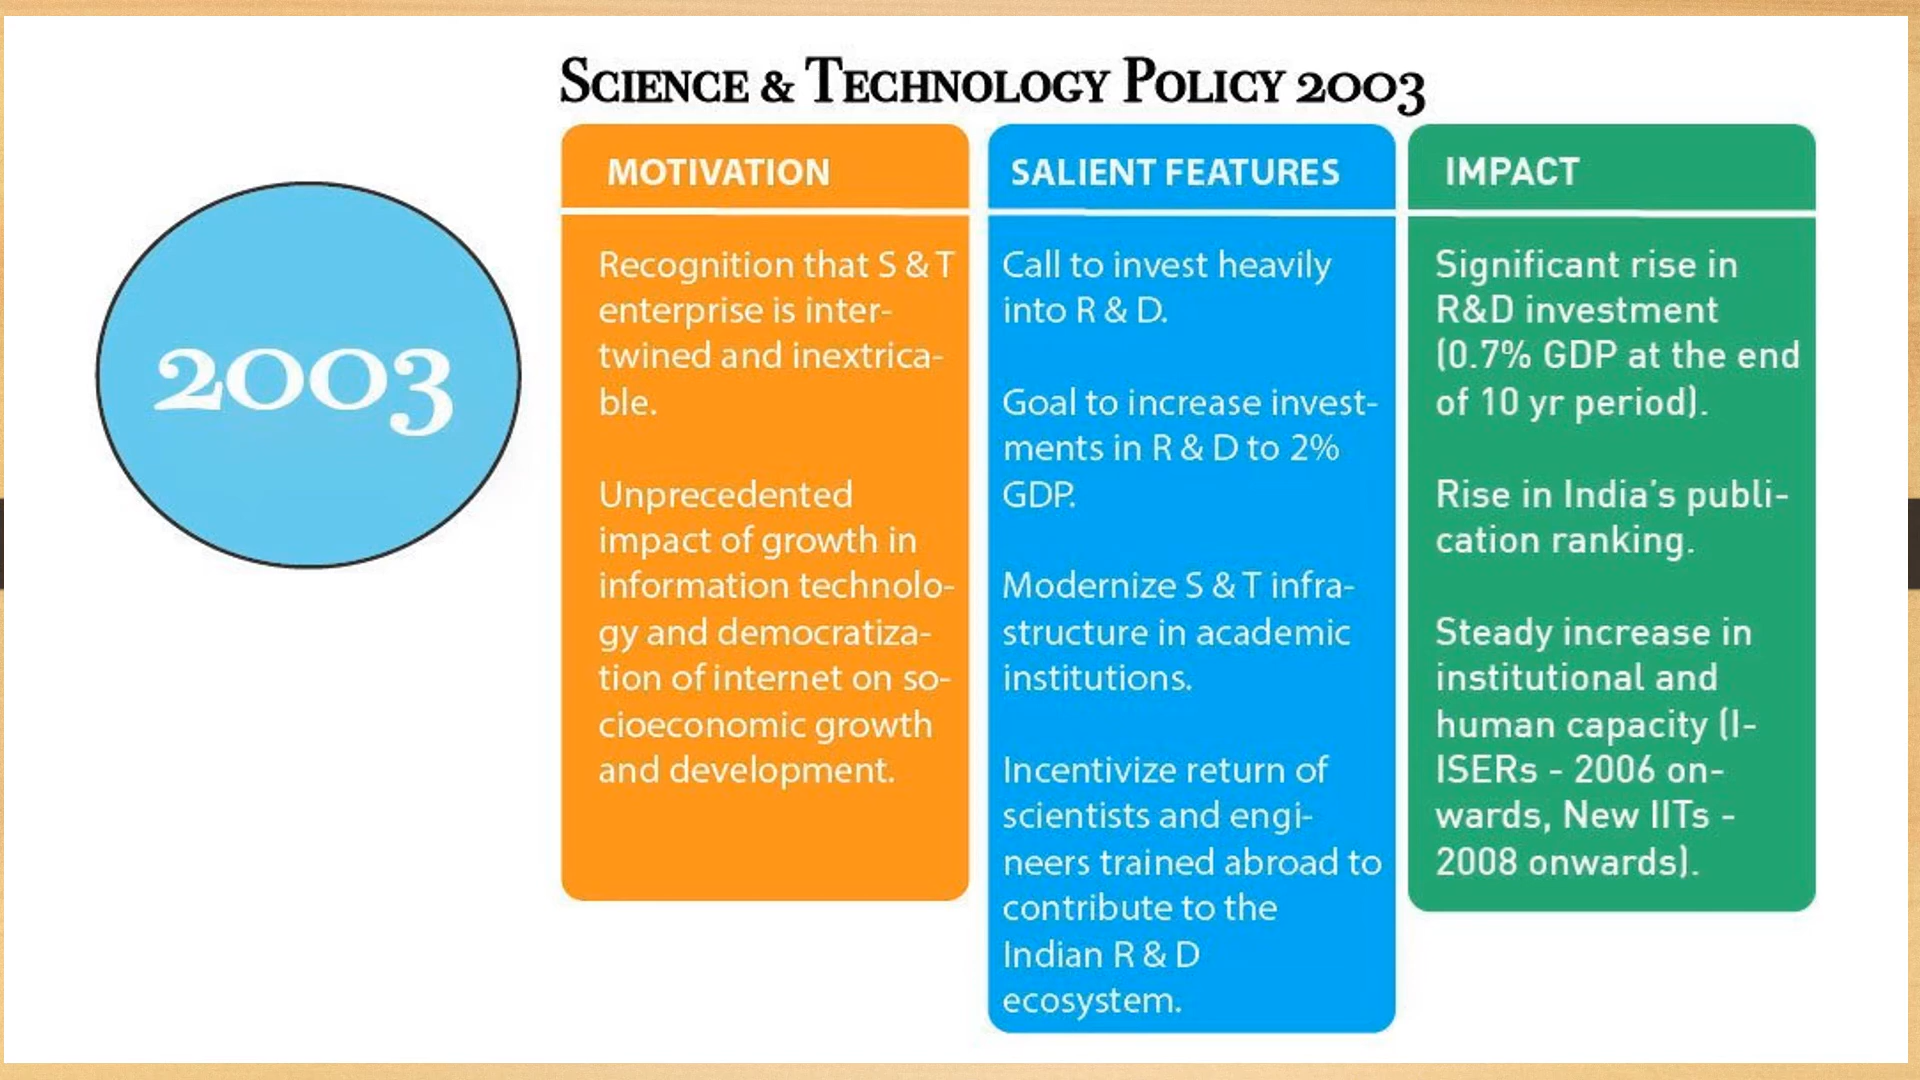 SCIENCE & TECHNOLOGY POLICY 2003
2003
MOTIVATION
Recognition that S & T
enterprise is inter-
twined and inextrica-
ble.
Unprecedented
impact of growth in
information technolo-
gy and democratiza-
tion of internet on so-
cioeconomic growth
and development.
SALIENT FEATURES
Call to invest heavily
into R & D.
Goal to increase invest-
ments in R & D to 2%
GDP.
Modernize S & T infra-
structure in academic
institutions.
Incentivize return of
scientists and engi-
neers trained abroad to
contribute to the
Indian R & D
ecosystem.
IMPACT
Significant rise in
R&D investment
(0.7% GDP at the end
of 10 yr period).
Rise in India's publi-
cation ranking.
Steady increase in
institutional and
human capacity (I-
ISERs - 2006 on-
wards, New IITs -
2008 onwards).